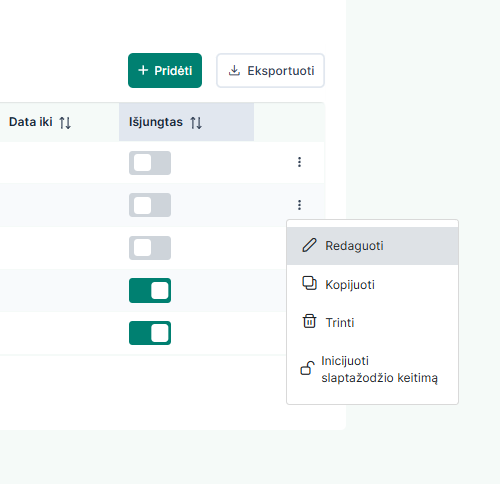 Pridėti
Eksportuoti
Data iki
Išjungtas
Redaguoti
Kopijuoti
Trinti
Inicijuoti
slaptažodžio keitimą